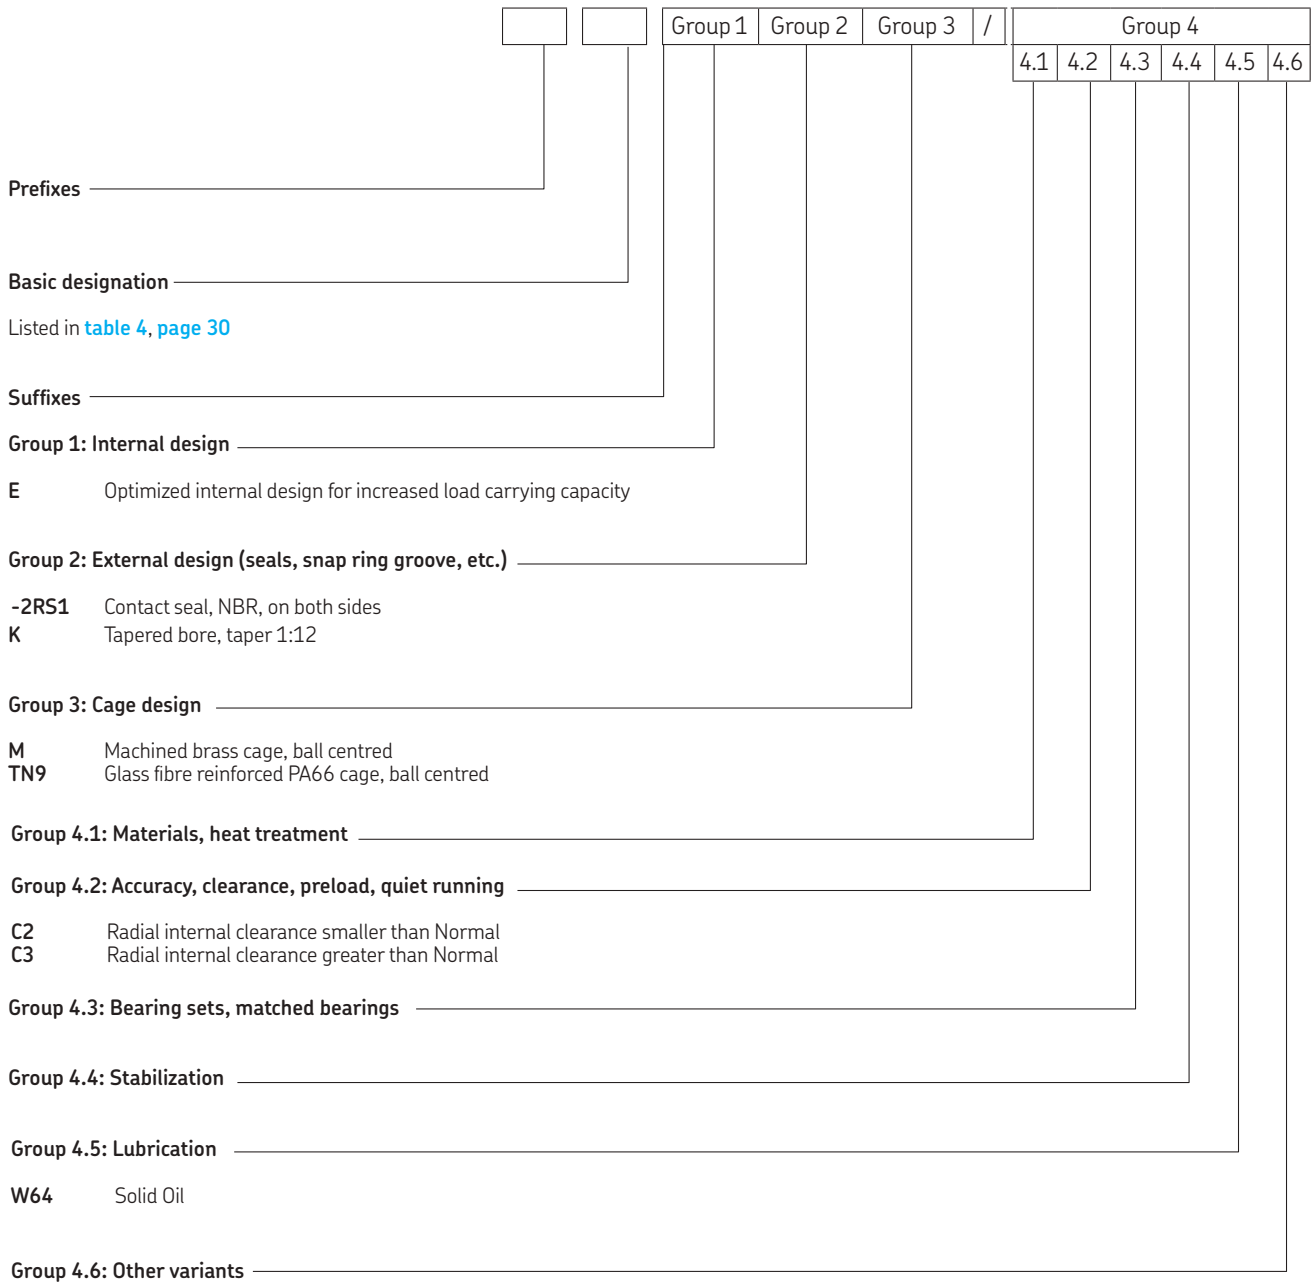 Group 1 Group 2 Group 3 / Group 4
4.1 4.2 4.3 4.4 4.5 4.6
Prefixes
Basic designation
Listed in table 4, page 30
Suffixes
Group 1: Internal design
E Optimized internal design for increased load carrying capacity
Group 2: External design (seals, snap ring groove, etc.)
-2RS1 Contact seal, NBR, on both sides
K Tapered bore, taper 1:12
Group 3: Cage design
M Machined brass cage, ball centred
TN9 Glass fibre reinforced PA66 cage, ball centred
Group 4.1: Materials, heat treatment
Group 4.2: Accuracy, clearance, preload, quiet running
C2 Radial internal clearance smaller than Normal
C3 Radial internal clearance greater than Normal
Group 4.3: Bearing sets, matched bearings
Group 4.4: Stabilization
Group 4.5: Lubrication
W64 Solid Oil
Group 4.6: Other variants